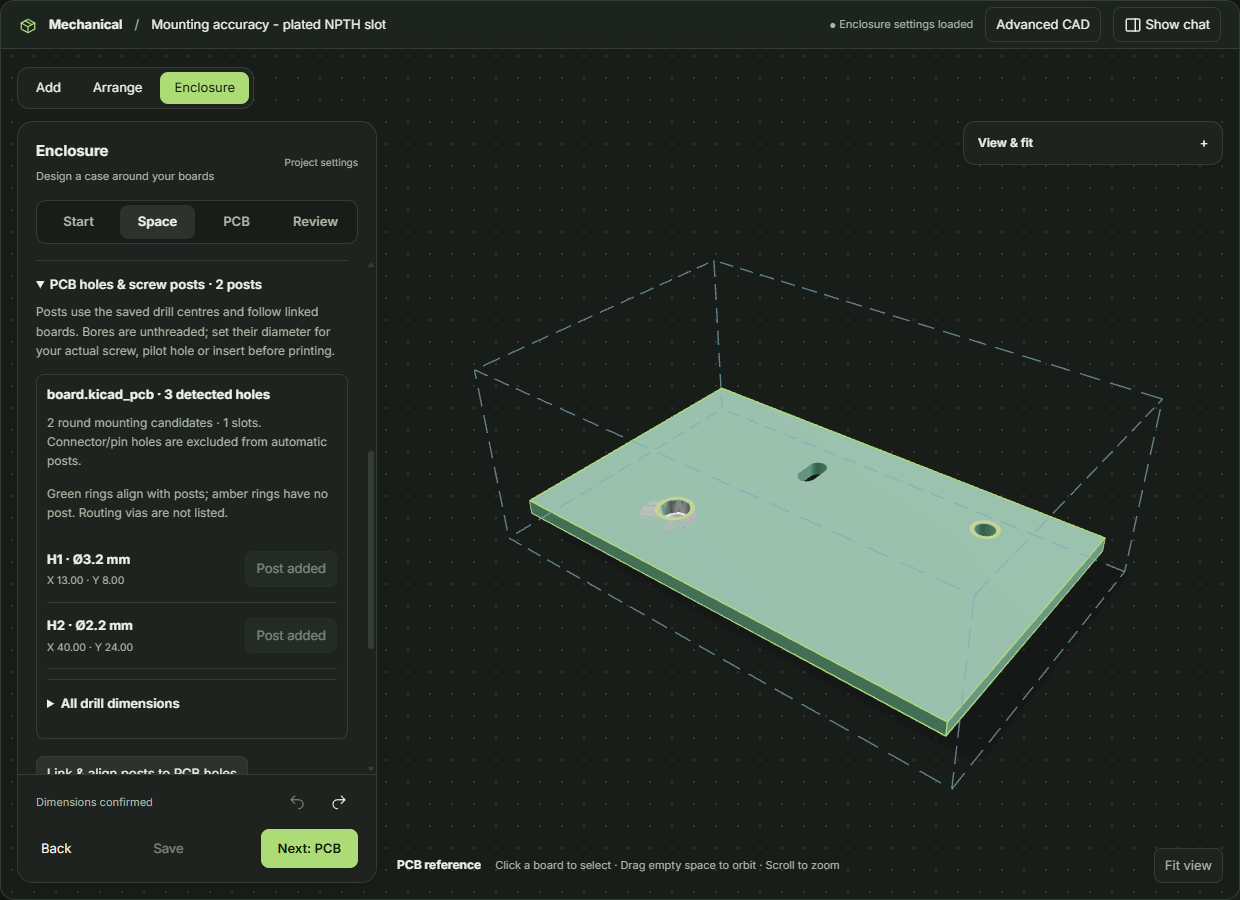 Mechanical / Mounting accuracy - plated NPTH slot
Enclosure settings loaded
Advanced CAD
Show chat
Add
Arrange
Enclosure
Enclosure
Design a case around your boards
Project settings
View & fit
+
Start
Space
PCB
Review
PCB holes & screw posts · 2 posts
Posts use the saved drill centres and follow linked
boards. Bores are unthreaded; set their diameter for
your actual screw, pilot hole or insert before printing.
board.kicad_pcb · 3 detected holes
2 round mounting candidates · 1 slots.
Connector/pin holes are excluded from automatic
posts.
Green rings align with posts; amber rings have no
post. Routing vias are not listed.
H1 · Ø3.2 mm
X 13.00 · Y 8.00
Post added
H2 · Ø2.2 mm
X 40.00 · Y 24.00
Post added
All drill dimensions
Link & align posts to PCB holes
Dimensions confirmed
Back
Save
Next: PCB
PCB reference
Click a board to select · Drag empty space to orbit · Scroll to zoom
Fit view